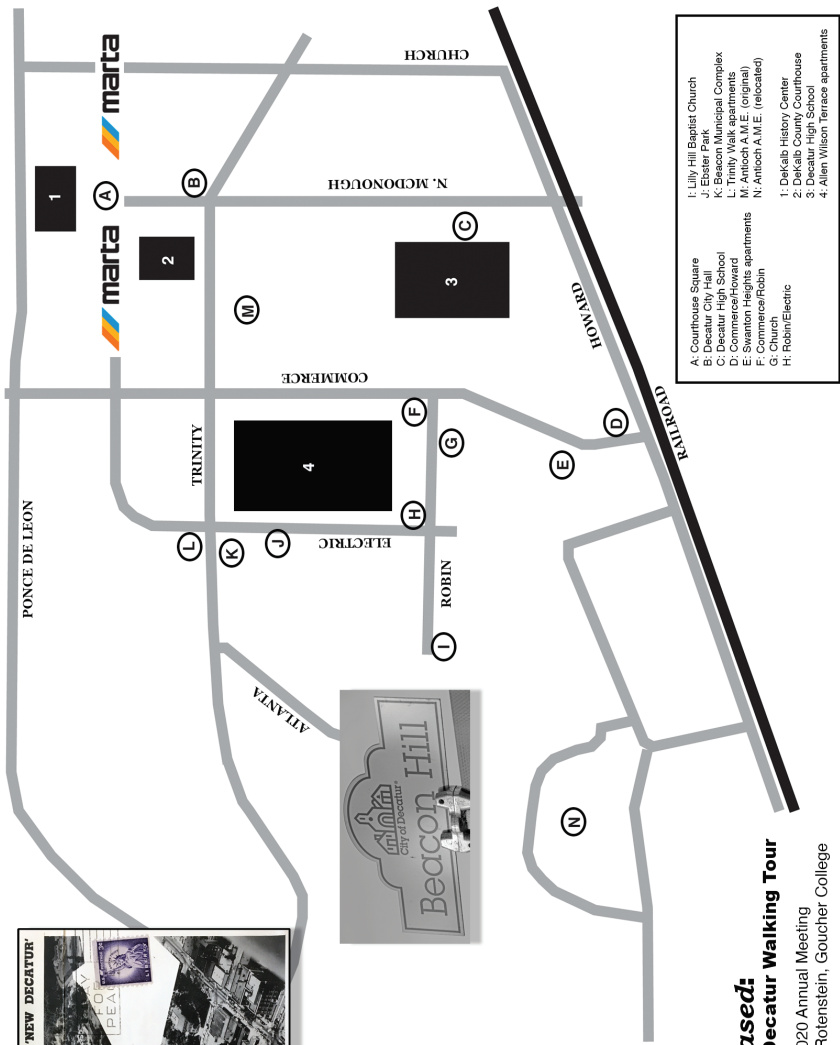 'NEW DECATUR'
FOR
PEA
LIBERTY
PONCE DE LEON
marta
marta
CHURCH
N. MCDONOUGH
COMMERCE
TRINITY
ELECTRIC
ROBIN
ATLANTA
HOWARD
RAILROAD
1
2
3
4
A
B
C
D
E
F
G
H
I
J
K
L
M
N
City of Decatur
Beacon Hill
A: Courthouse Square
B: Decatur City Hall
C: Decatur High School
D: Commerce/Howard
E: Swanton Heights apartments
F: Commerce/Robin
G: Church
H: Robin/Electric
I: Lilly Hill Baptist Church
J: Ebster Park
K: Beacon Municipal Complex
L: Trinity Walk apartments
M: Antioch A.M.E. (original)
N: Antioch A.M.E. (relocated)
1: DeKalb History Center
2: DeKalb County Courthouse
3: Decatur High School
4: Allen Wilson Terrace apartments
ased:
Decatur Walking Tour
020 Annual Meeting
Rotenstein, Goucher College